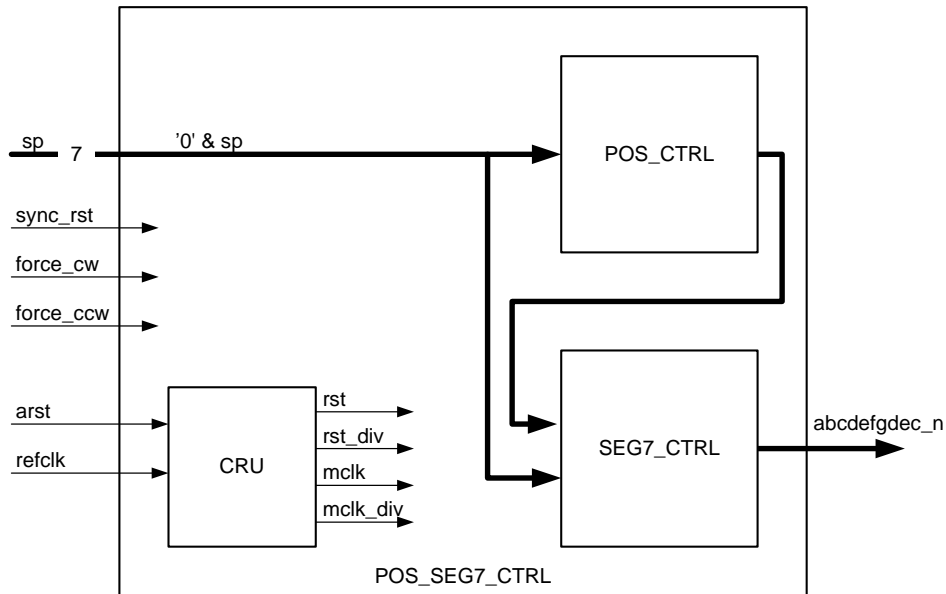 sp
7
'0' & sp
POS_CTRL
sync_rst
force_cw
force_ccw
arst
refclk
CRU
rst
rst_div
mclk
mclk_div
SEG7_CTRL
abcdefgdec_n
POS_SEG7_CTRL